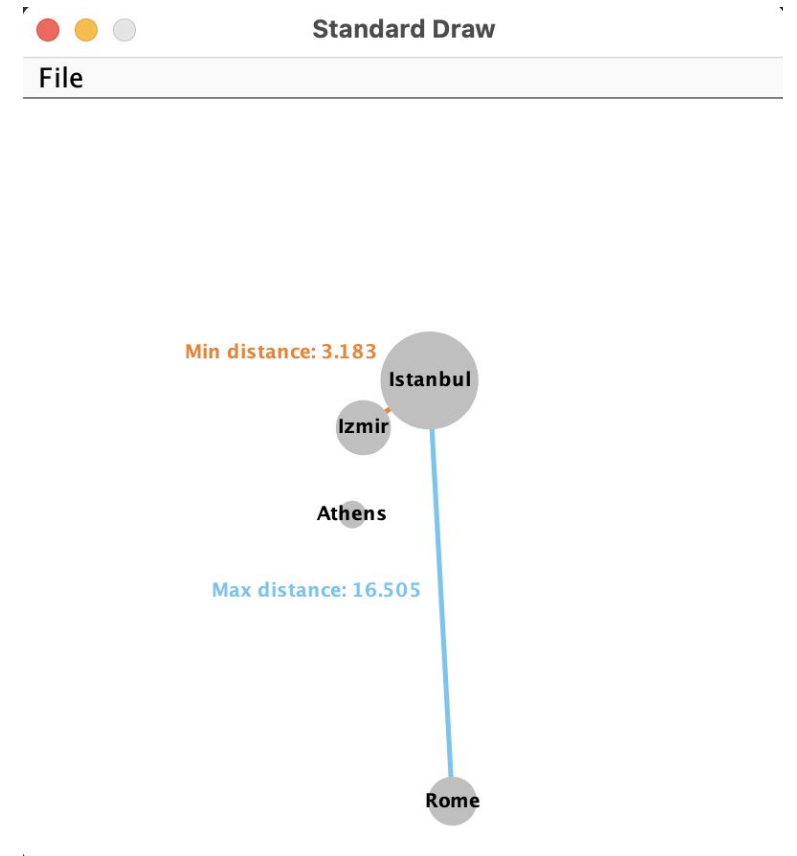 Standard Draw
File
Min distance: 3.183
Istanbul
Izmir
Athens
Max distance: 16.505
Rome